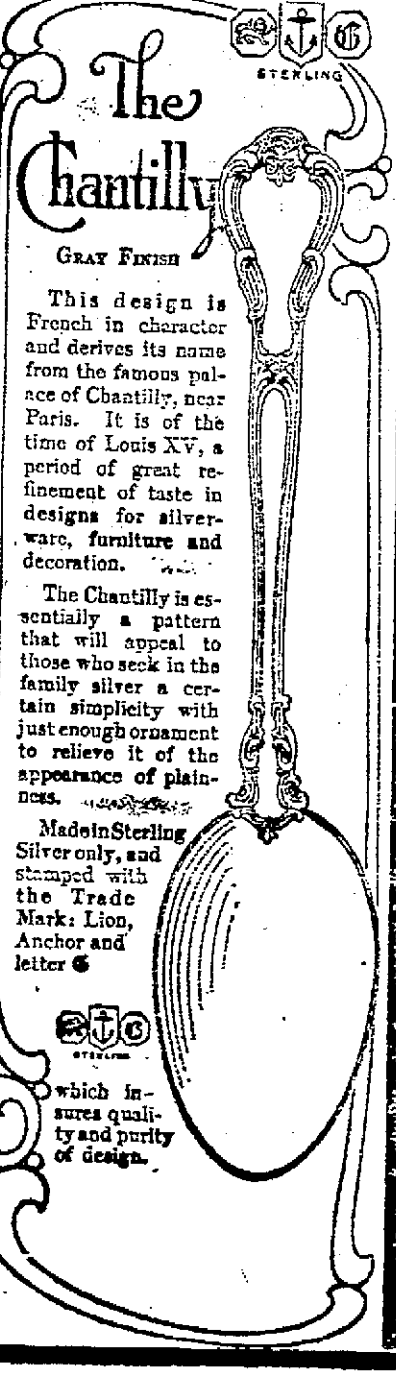 G
STERLING
The
Chantilly
GRAY FINISH
This design is
French in character
and derives its name
from the famous pal-
ace of Chantilly, near
Paris. It is of the
time of Louis XV, a
period of great re-
finement of taste in
designs for silver-
ware, furniture and
decoration.
The Chantilly is es-
sentially a pattern
that will appeal to
those who seek in the
family silver a cer-
tain simplicity with
just enough ornament
to relieve it of the
appearance of plain-
ness.
Made in Sterling
Silver only, and
stamped with
the Trade
Mark: Lion,
Anchor and
letter G
G
STERLING
which in-
sures quali-
ty and purity
of design.